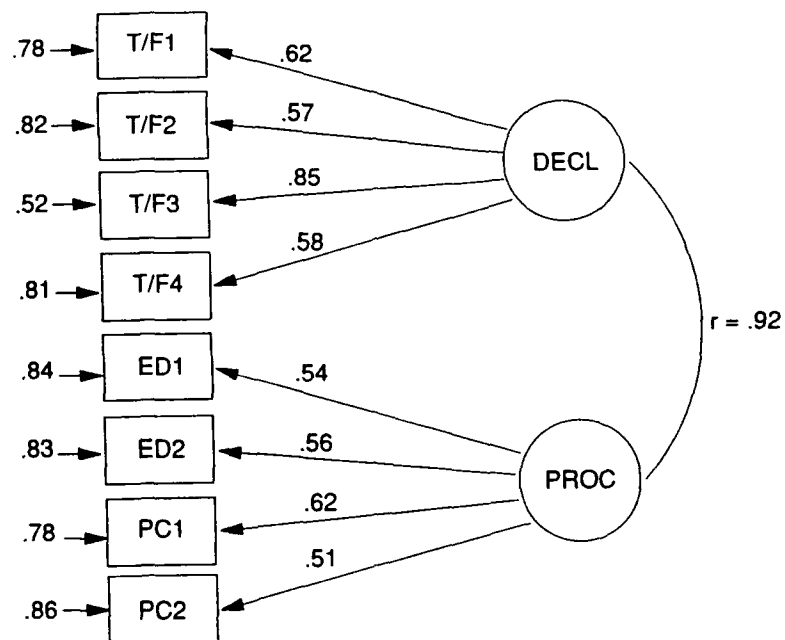 .78 T/F1 .62
.82 T/F2 .57 DECL
.52 T/F3 .85
.81 T/F4 .58
r = .92
.84 ED1 .54
.83 ED2 .56 PROC
.78 PC1 .62
.86 PC2 .51